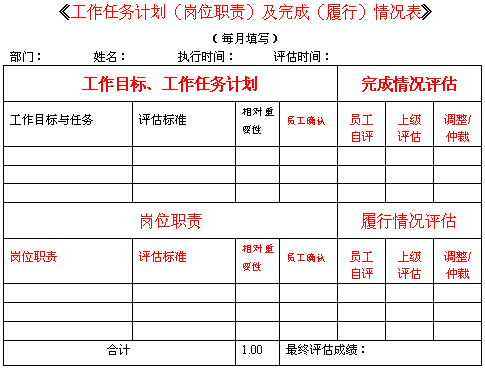 《工作任务计划（岗位职责）及完成（履行）情况表》
（每月填写）
部门： 姓名： 执行时间： 评估时间：
工作目标、工作任务计划 完成情况评估
工作目标与任务 评估标准 相对重要性 员工确认 员工自评 上级评估 调整/仲裁
岗位职责 履行情况评估
岗位职责 评估标准 相对重要性 员工确认 员工自评 上级评估 调整/仲裁
合计 1.00 最终评估成绩：